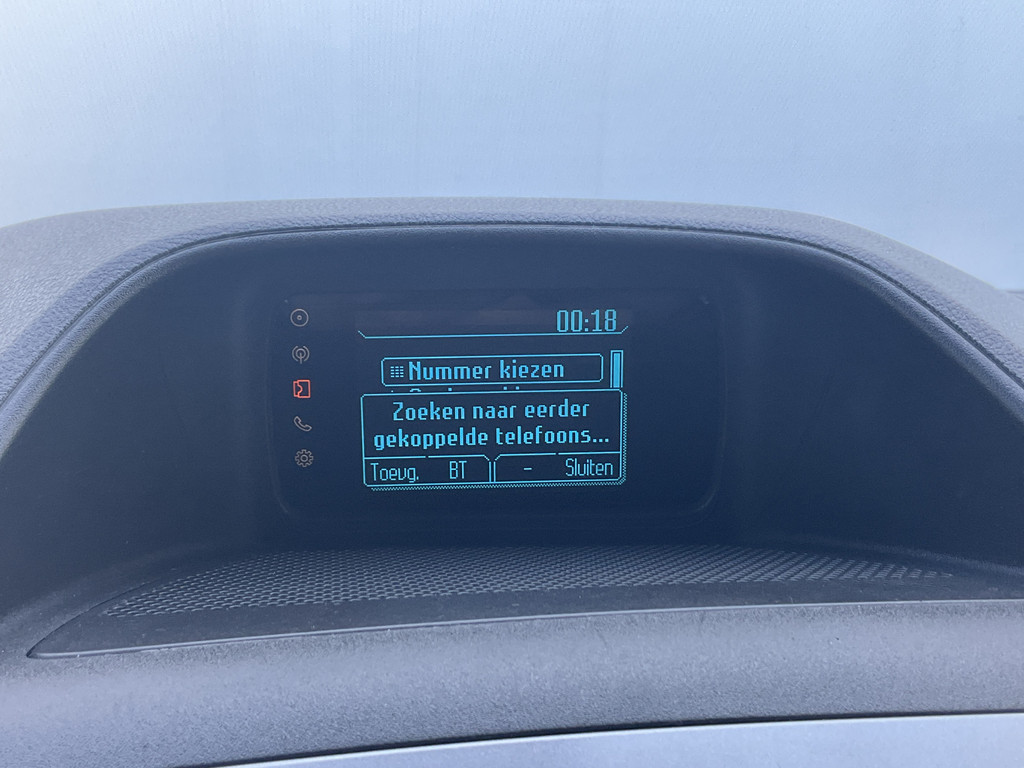 00:18
Nummer kiezen
Zoeken naar eerder
gekoppelde telefoons...
Toevg. BT - Sluiten